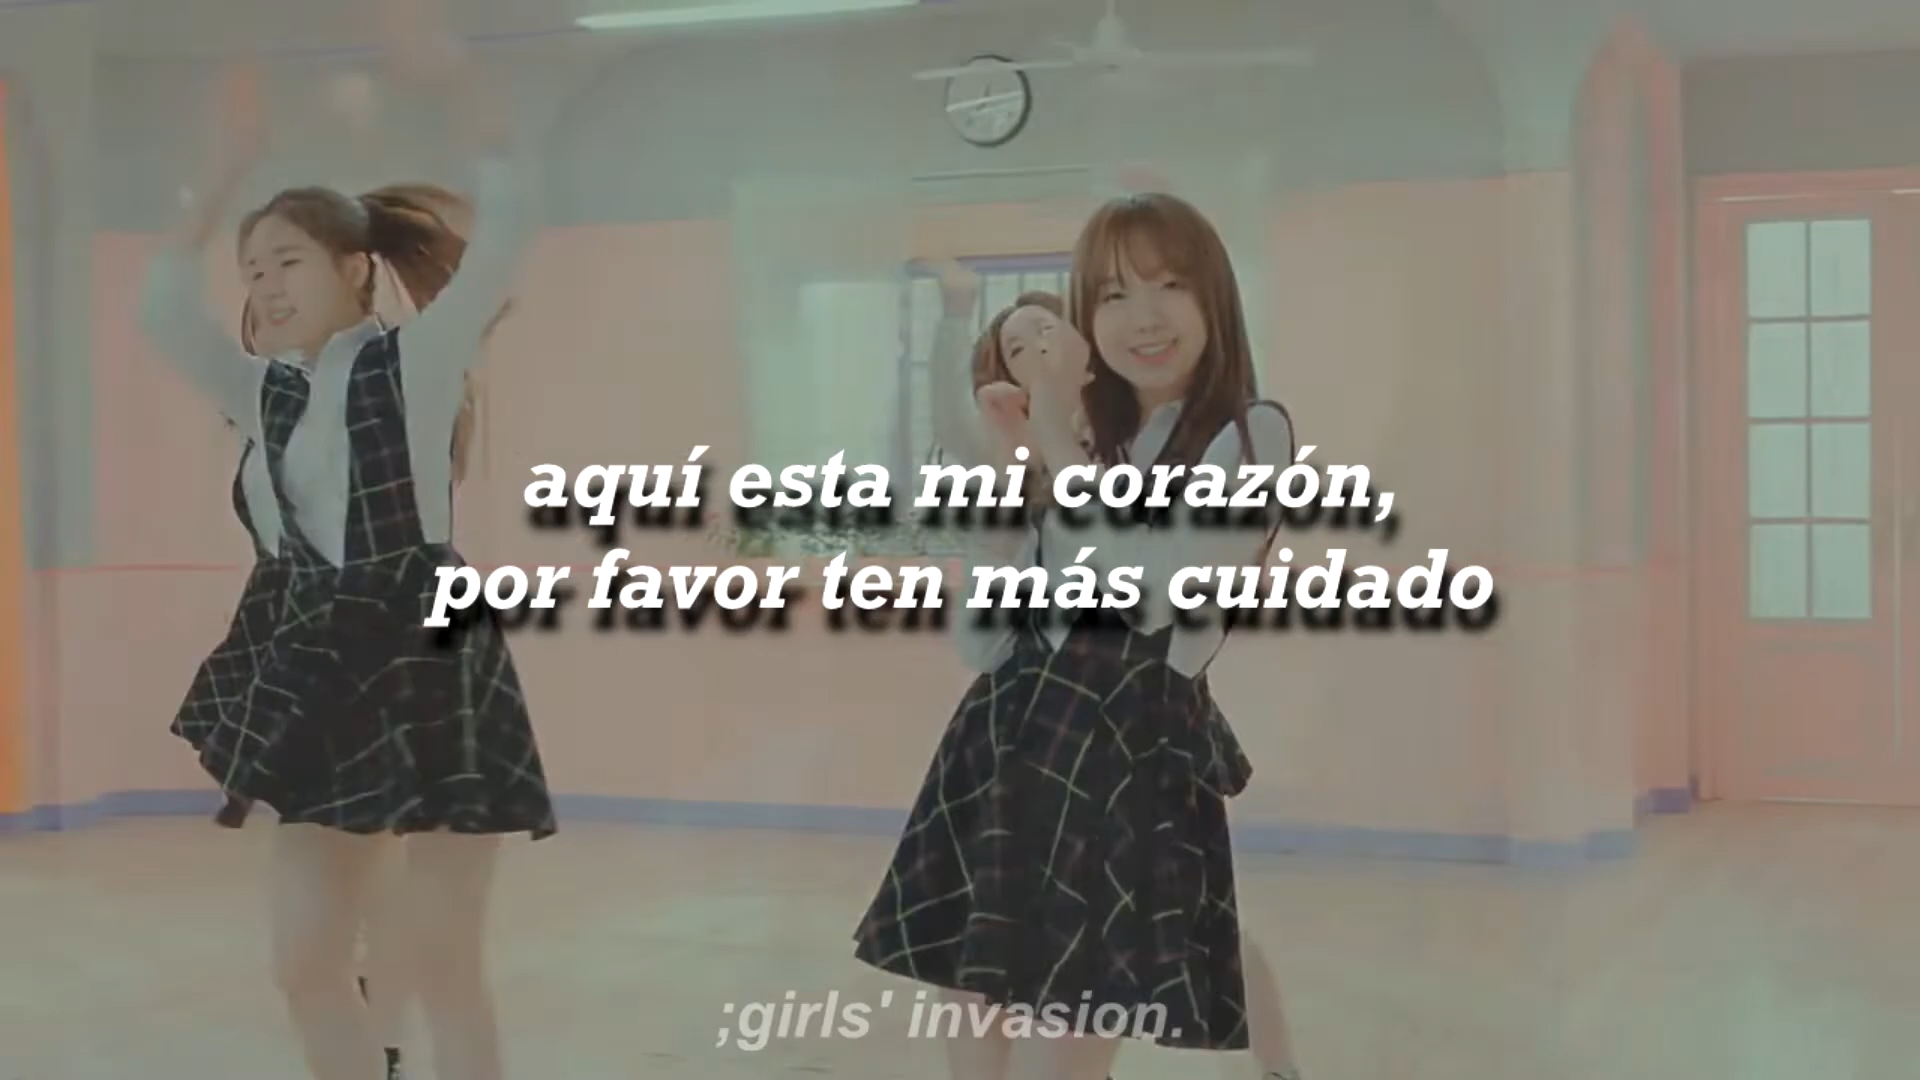 aquí esta mi corazón,
por favor ten más cuidado
;girls' invasion.